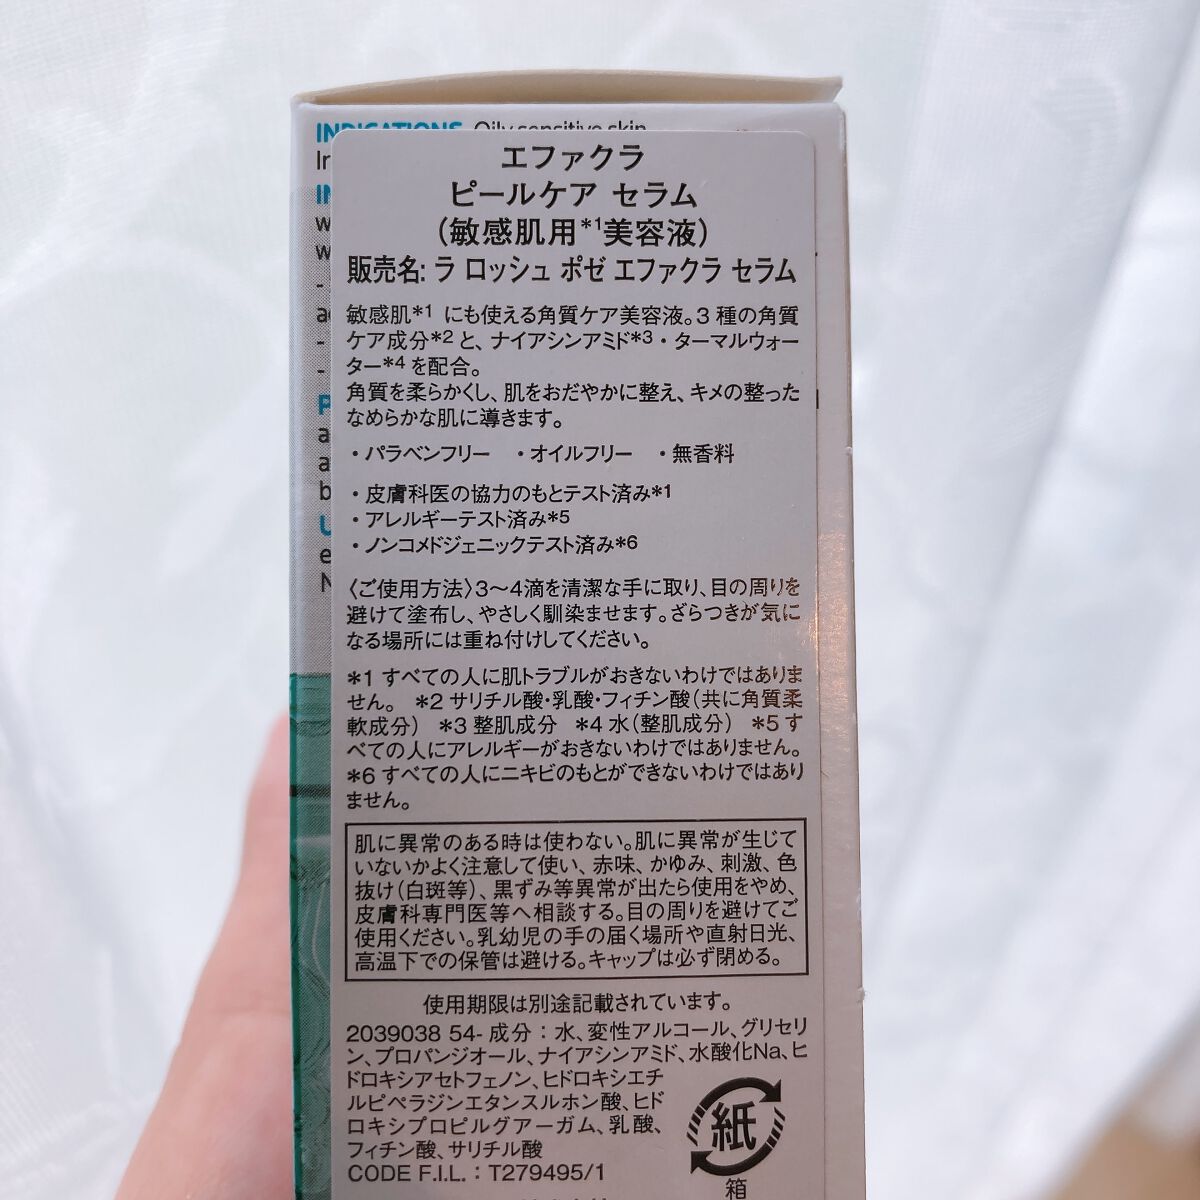 INDICATIONS Oily sensitive skin
エファクラ
ピールケア セラム
(敏感肌用*1美容液)
販売名: ラ ロッシュ ポゼ エファクラ セラム
敏感肌*1 にも使える角質ケア美容液。3 種の角質
ケア成分*2 と、ナイアシンアミド*3・ターマルウォー
ター*4 を配合。
角質を柔らかくし、肌をおだやかに整え、キメの整った
なめらかな肌に導きます。
・パラベンフリー ・オイルフリー ・無香料
・皮膚科医の協力のもとテスト済み*1
・アレルギーテスト済み*5
・ノンコメドジェニックテスト済み*6
〈ご使用方法〉3～4滴を清潔な手に取り、目の周りを
避けて塗布し、やさしく馴染ませます。ざらつきが気に
なる場所には重ね付けしてください。
*1 すべての人に肌トラブルがおきないわけではありま
せん。 *2 サリチル酸・乳酸・フィチン酸(共に角質柔
軟成分) *3 整肌成分 *4 水(整肌成分) *5 す
べての人にアレルギーがおきないわけではありません。
*6 すべての人にニキビのもとができないわけではあり
ません。
肌に異常のある時は使わない。肌に異常が生じて
いないかよく注意して使い、赤味、かゆみ、刺激、色
抜け(白斑等)、黒ずみ等異常が出たら使用をやめ、
皮膚科専門医等へ相談する。目の周りを避けてご
使用ください。乳幼児の手の届く場所や直射日光、
高温下での保管は避ける。キャップは必ず閉める。
使用期限は別途記載されています。
2039038 54- 成分：水、変性アルコール、グリセリ
ン、プロパンジオール、ナイアシンアミド、水酸化Na、ヒ
ドロキシアセトフェノン、ヒドロキシエチ
ルピペラジンエタンスルホン酸、ヒド
ロキシプロピルグアーガム、乳酸、
フィチン酸、サリチル酸
CODE F.I.L. : T279495/1
紙
箱